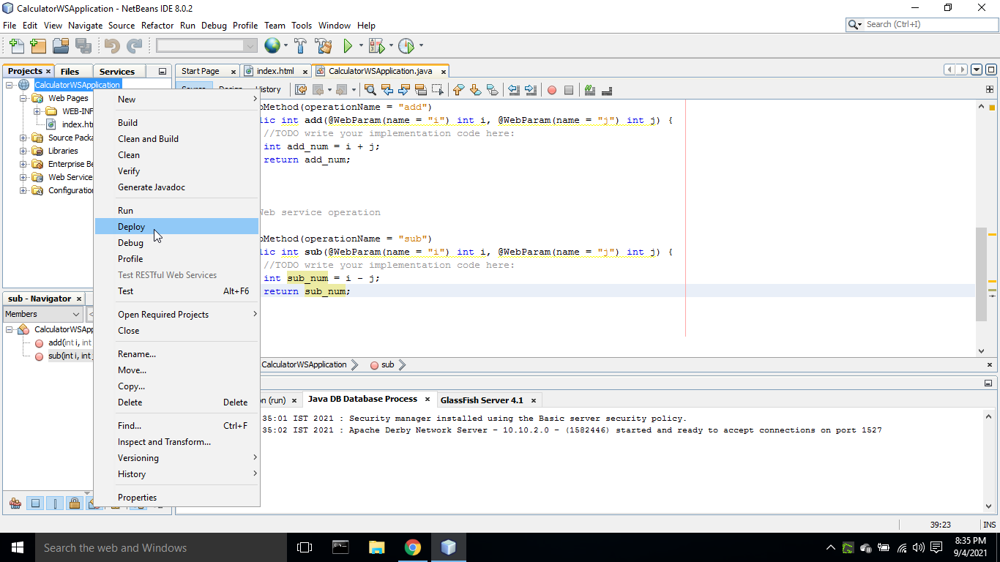 CalculatorWSApplication - NetBeans IDE 8.0.2
File Edit View Navigate Source Refactor Run Debug Profile Team Tools Window Help
Search (Ctrl+I)
Projects Files Services
Start Page index.html CalculatorWSApplication.java
CalculatorWSApplication
Web Pages
WEB-INF
index.htm
Source Packa
Libraries
Enterprise Be
Web Service
Configuration
Source Design History
New
Build
Clean and Build
Clean
Verify
Generate Javadoc
Run
Deploy
Debug
Profile
Test RESTful Web Services
Test Alt+F6
Open Required Projects
Close
Rename...
Move...
Copy...
Delete Delete
Find... Ctrl+F
Inspect and Transform...
Versioning
History
Properties
bMethod(operationName = "add")
lic int add(@WebParam(name = "i") int i, @WebParam(name = "j") int j) {
//TODO write your implementation code here:
int add_num = i + j;
return add_num;
Web service operation
bMethod(operationName = "sub")
lic int sub(@WebParam(name = "i") int i, @WebParam(name = "j") int j) {
//TODO write your implementation code here:
int sub_num = i - j;
return sub_num;
sub - Navigator
Members
CalculatorWSApp
add(int i, int
sub(int i, int j
CalculatorWSApplication sub
on (run) Java DB Database Process GlassFish Server 4.1
35:01 IST 2021 : Security manager installed using the Basic server security policy.
35:02 IST 2021 : Apache Derby Network Server - 10.10.2.0 - (1582446) started and ready to accept connections on port 1527
39:23 INS
Search the web and Windows
8:35 PM
9/4/2021